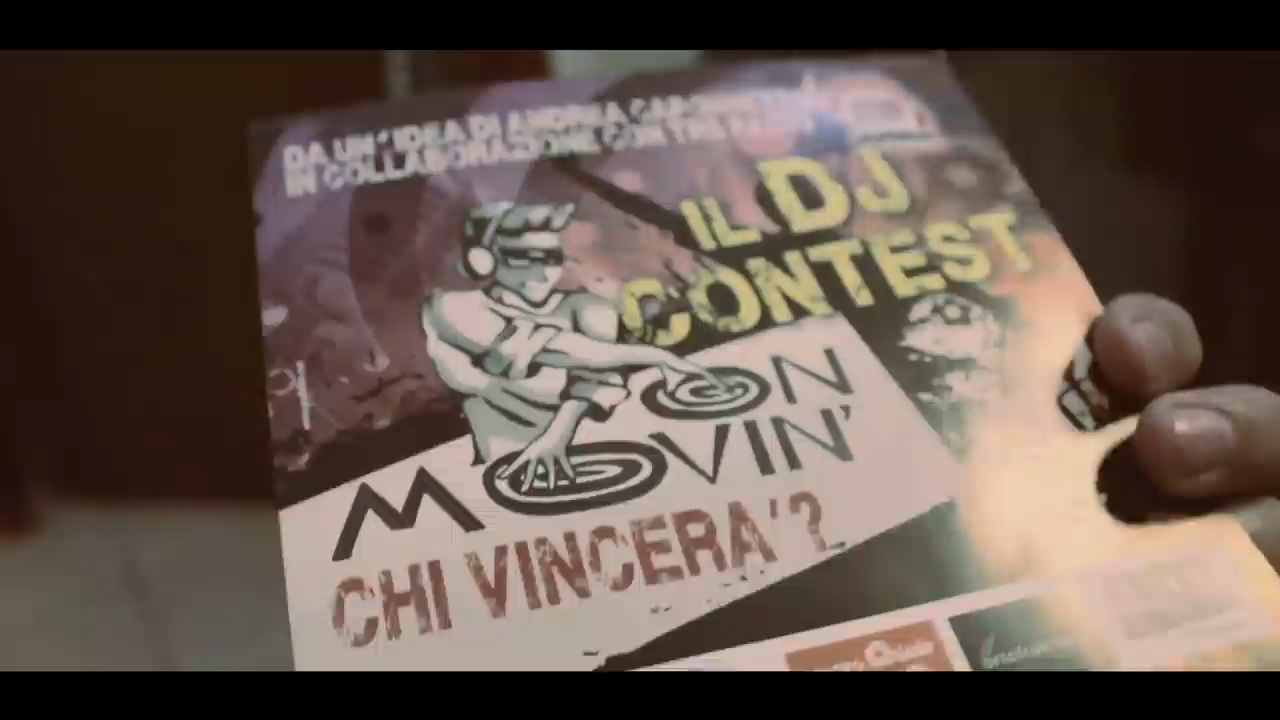 DA UN'IDEA DI ANDREA
IN COLLABORAZIONE CON
IL DJ
CONTEST
ON
MOVIN'
CHI VINCERA'?